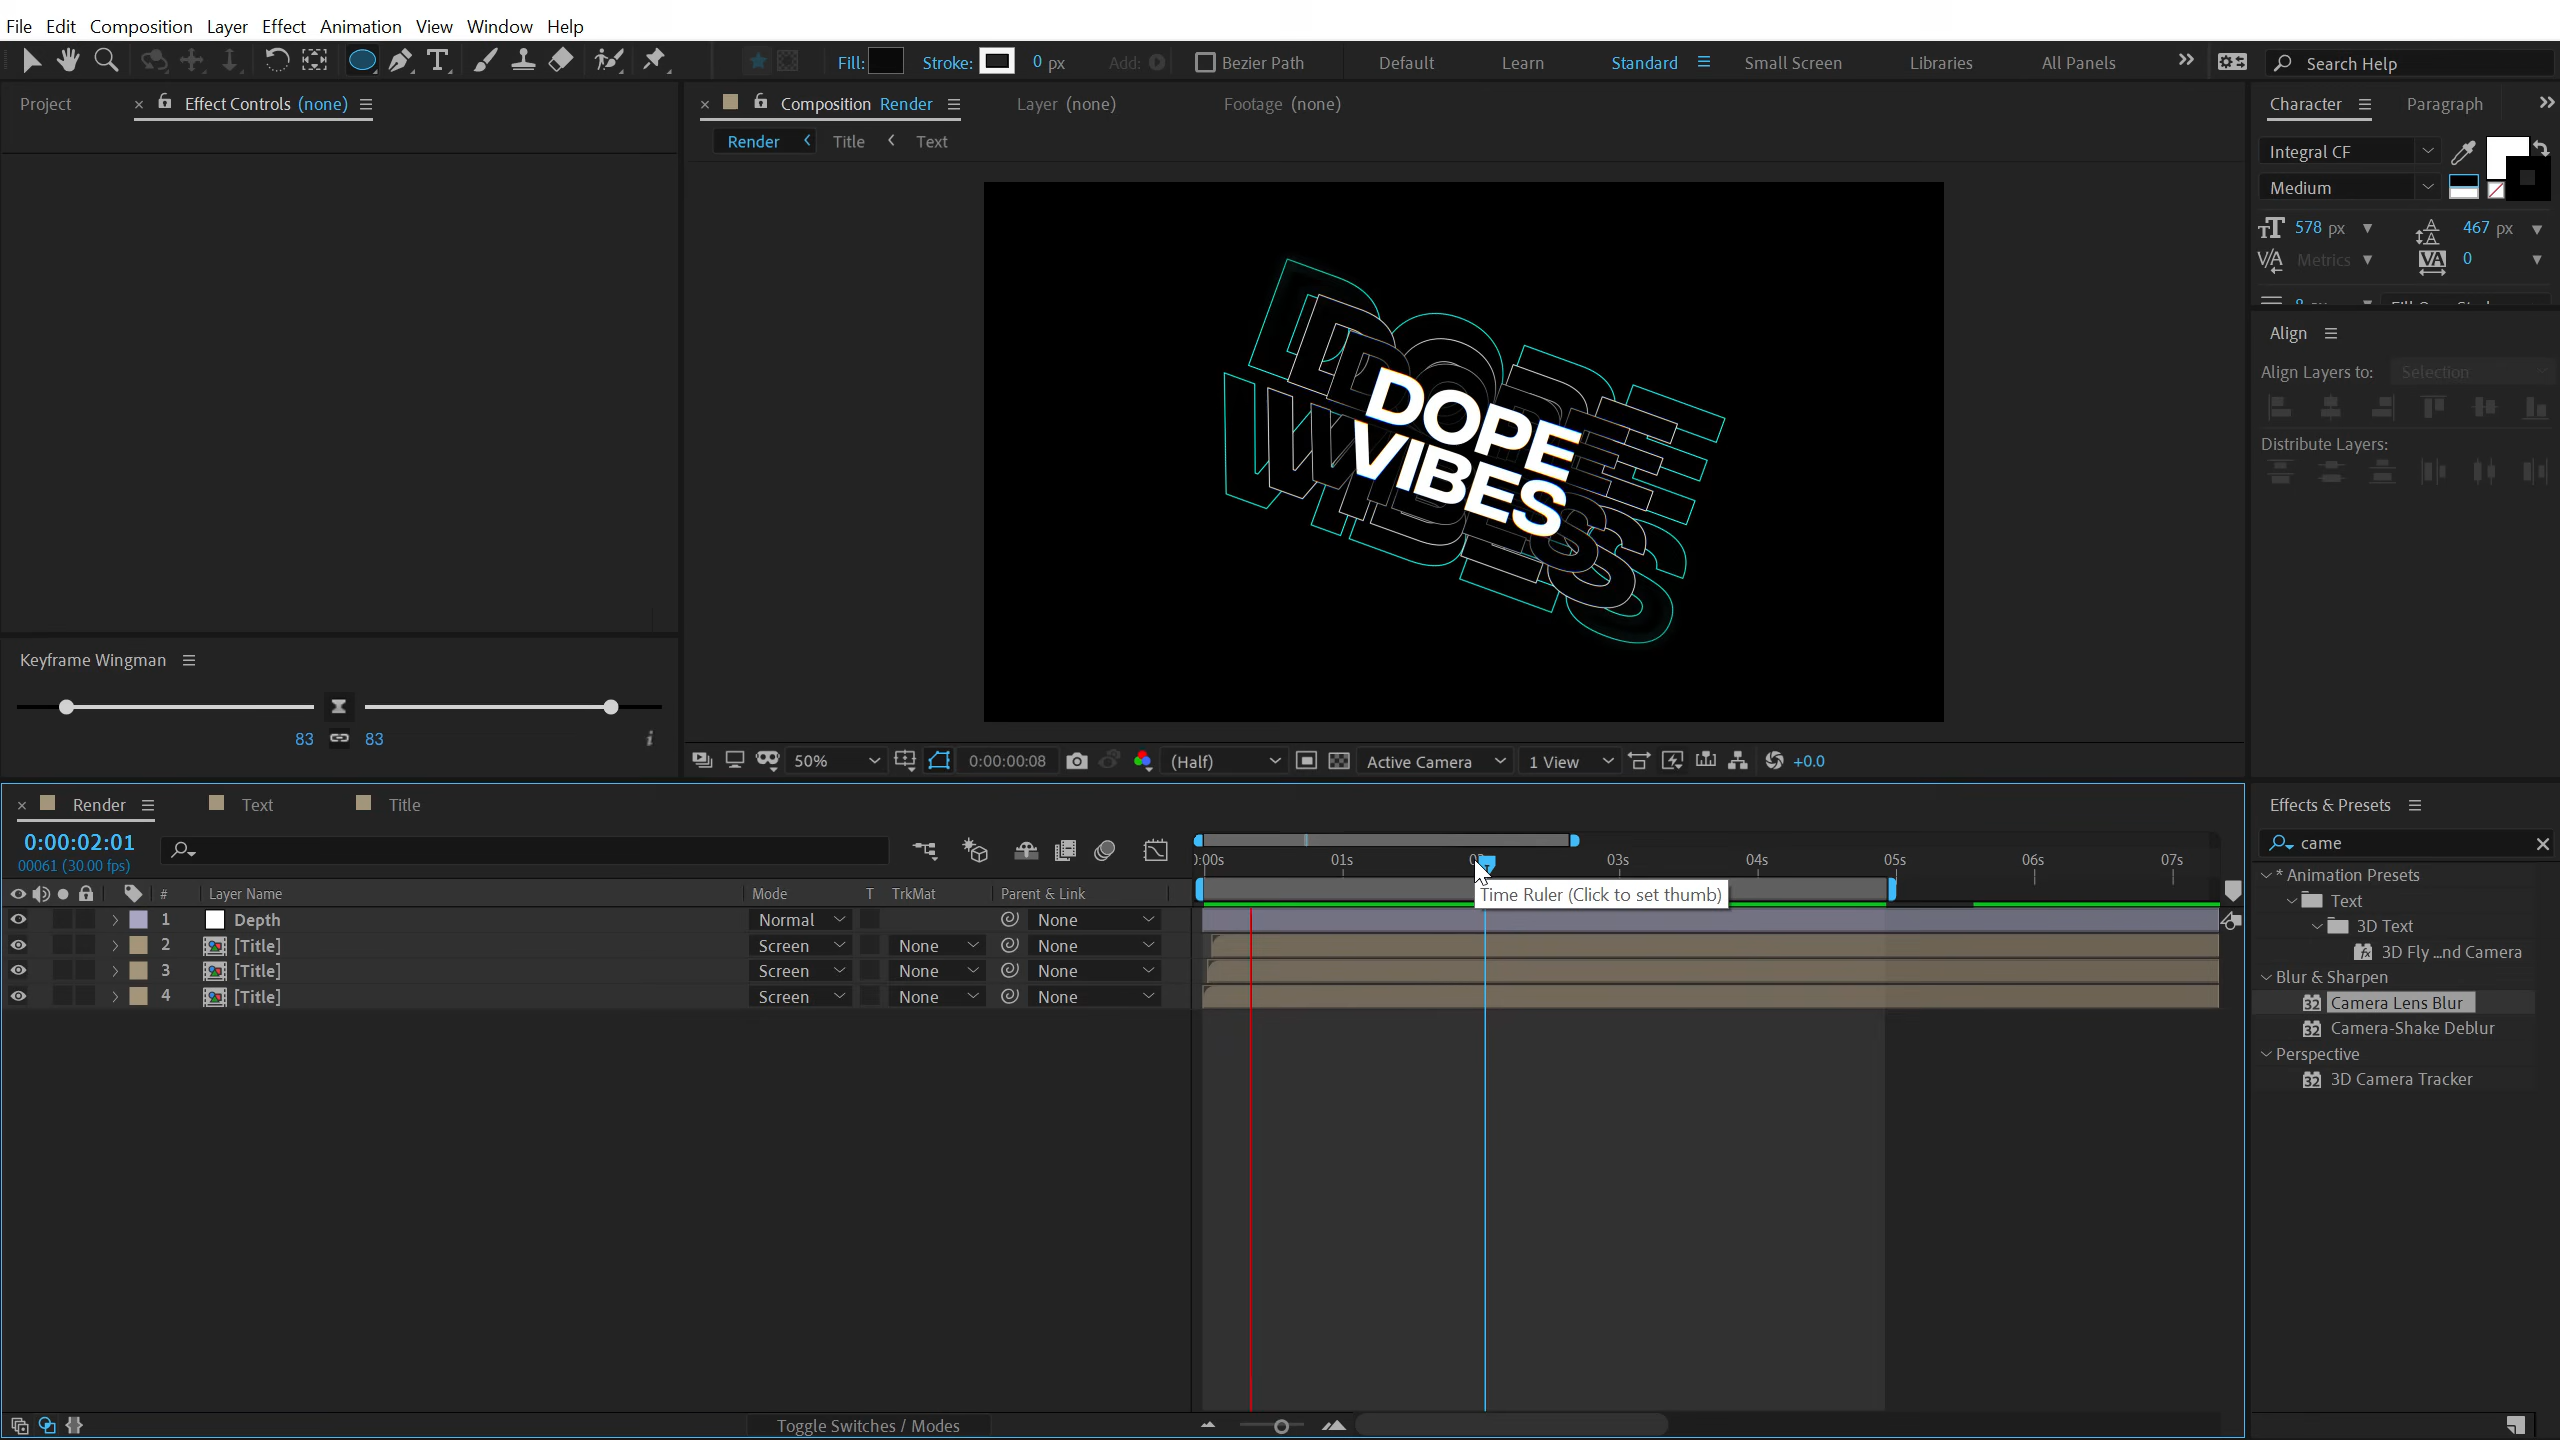 File Edit Composition Layer Effect Animation View Window Help
Fill: Stroke: 0 px Add: Bezier Path Default Learn Standard Small Screen Libraries All Panels Search Help
Project Effect Controls (none) Composition Render Layer (none) Footage (none) Character Paragraph
Render Title Text
Integral CF
Medium
578 px 467 px
Metrics 0
DOPE
VIBES
Align
Align Layers to: Selection
Distribute Layers:
Keyframe Wingman
83 83
50% 0:00:00:08 (Half) Active Camera 1 View +0.0
Render Text Title
0:00:02:01
00061 (30.00 fps)
01s 03s 04s 05s 06s 07s
Time Ruler (Click to set thumb)
# Layer Name Mode T TrkMat Parent & Link
1 Depth Normal None
2 [Title] Screen None None
3 [Title] Screen None None
4 [Title] Screen None None
Toggle Switches / Modes
Effects & Presets
came
* Animation Presets
Text
3D Text
3D Fly ...nd Camera
Blur & Sharpen
32 Camera Lens Blur
32 Camera-Shake Deblur
Perspective
32 3D Camera Tracker